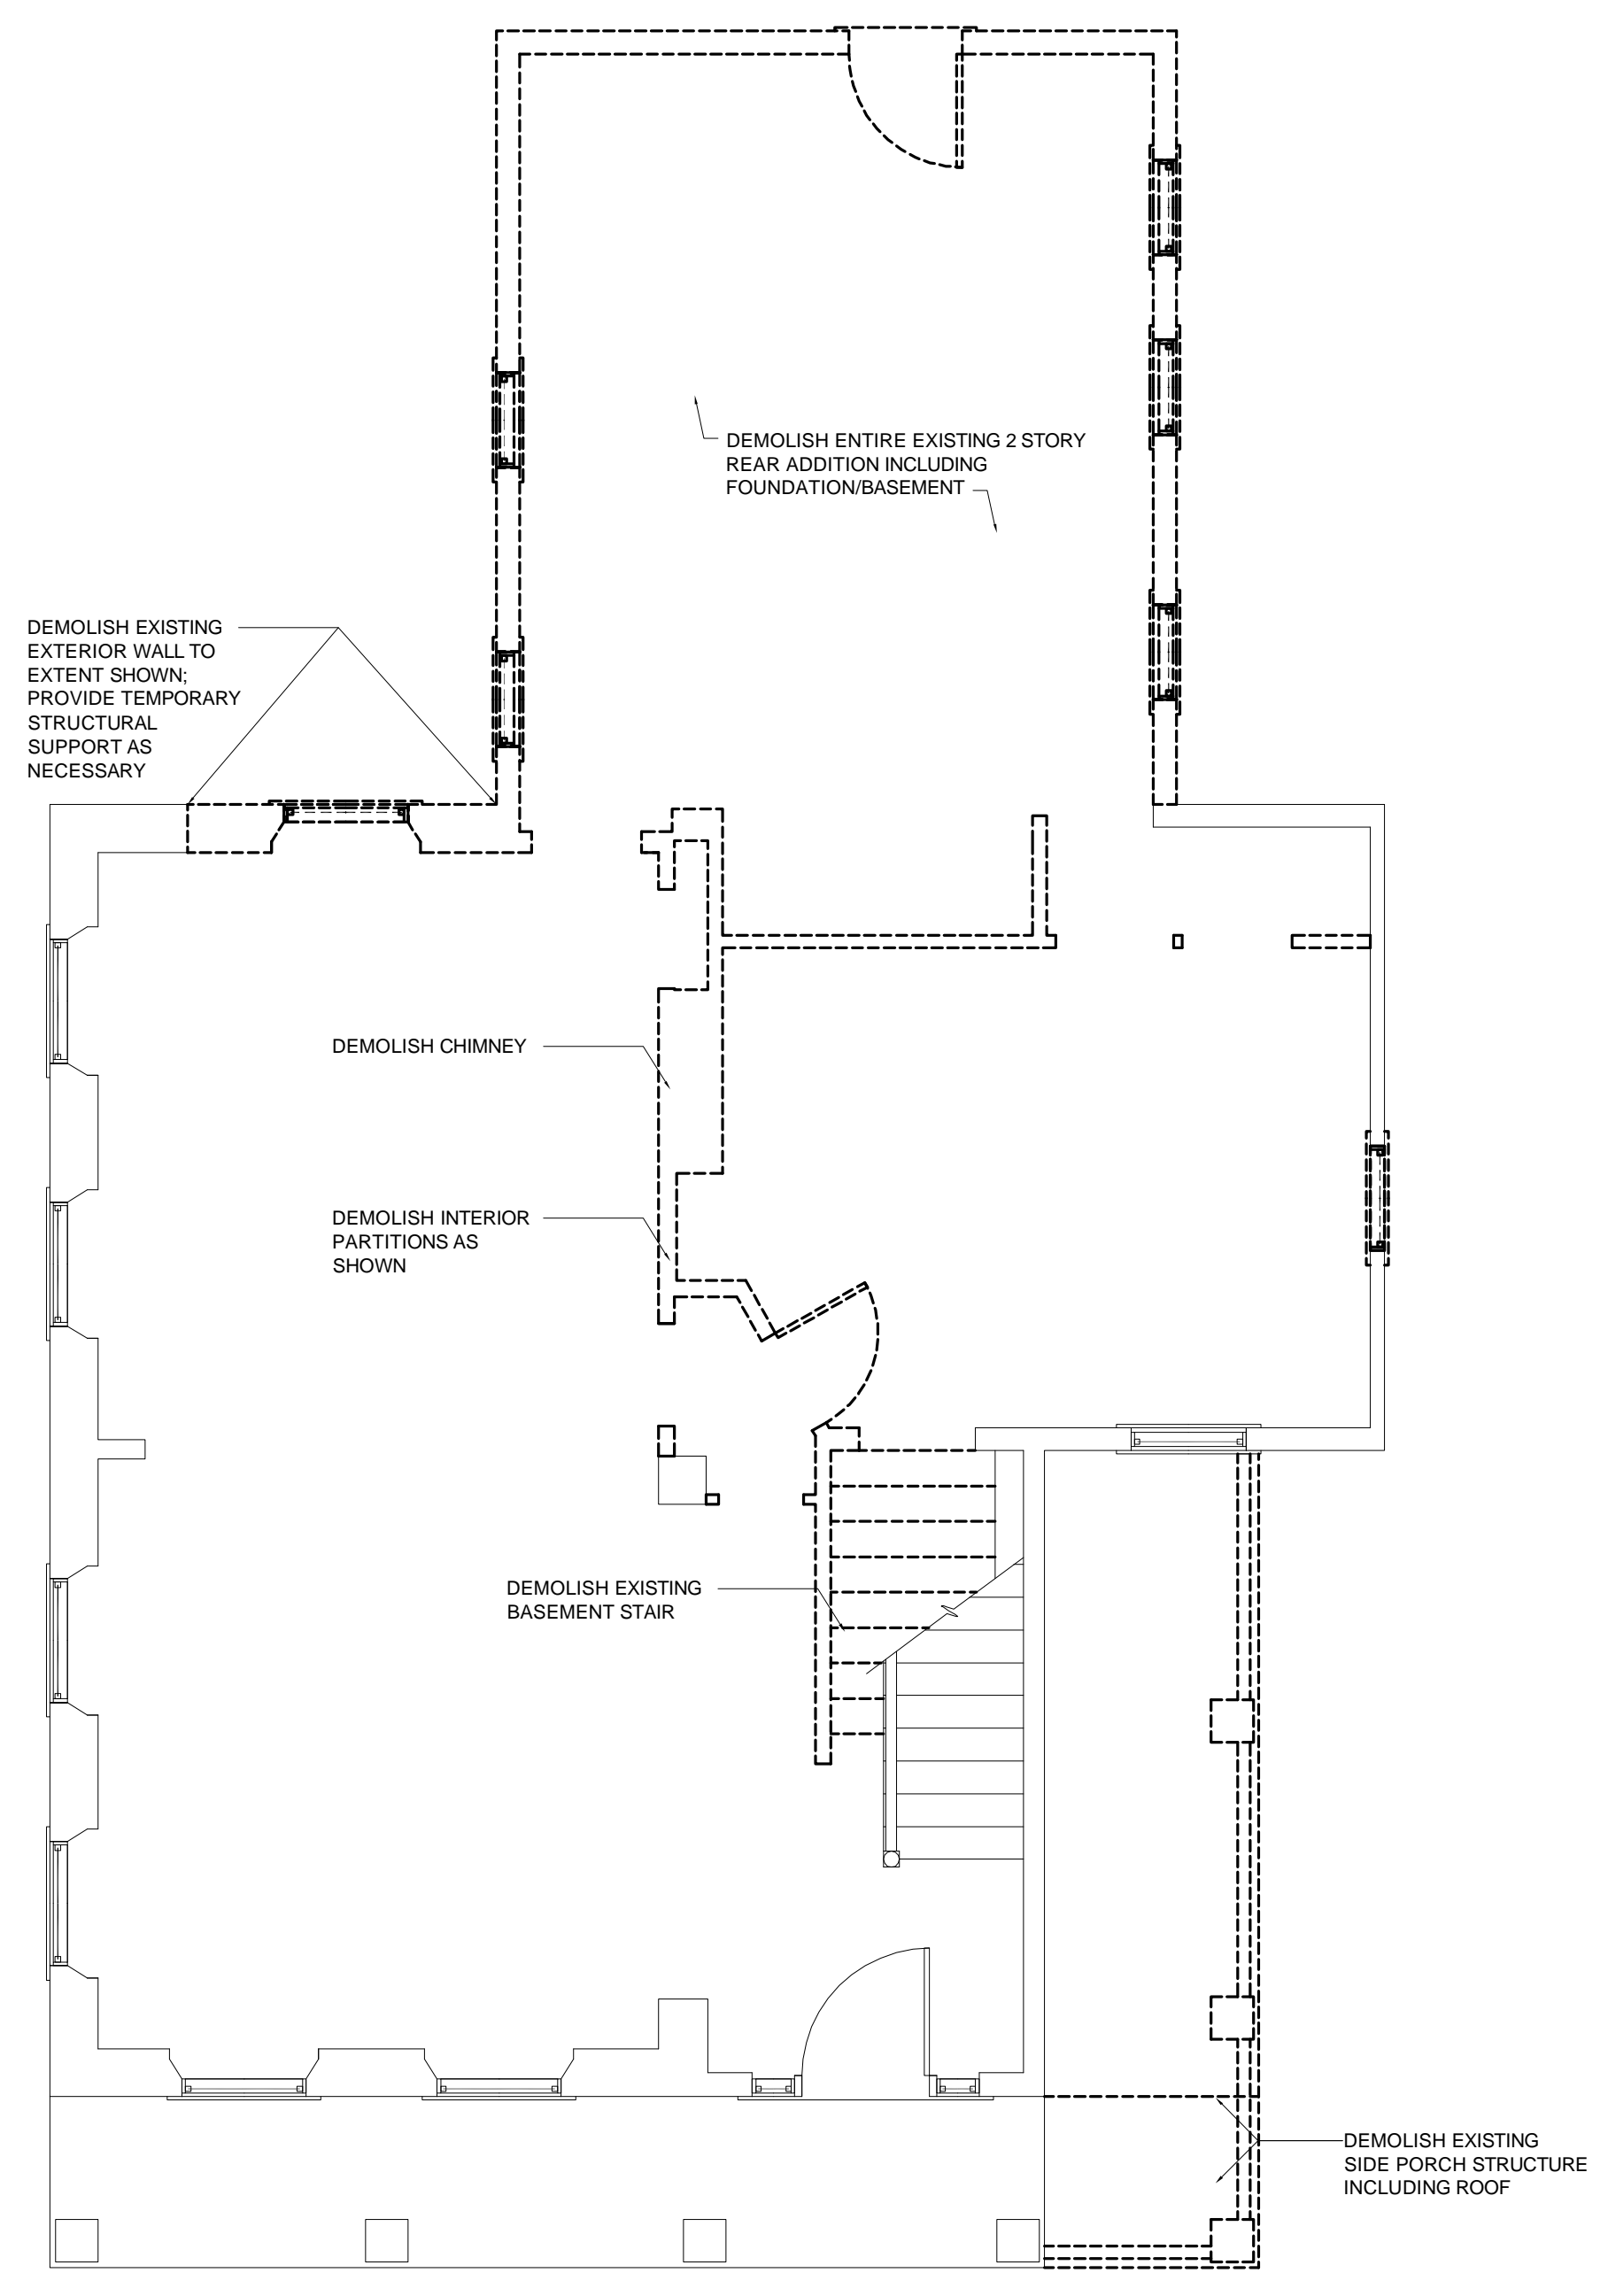 DEMOLISH ENTIRE EXISTING 2 STORY
REAR ADDITION INCLUDING
FOUNDATION/BASEMENT
DEMOLISH EXISTING
EXTERIOR WALL TO
EXTENT SHOWN;
PROVIDE TEMPORARY
STRUCTURAL
SUPPORT AS
NECESSARY
DEMOLISH CHIMNEY
DEMOLISH INTERIOR
PARTITIONS AS
SHOWN
DEMOLISH EXISTING
BASEMENT STAIR
DEMOLISH EXISTING
SIDE PORCH STRUCTURE
INCLUDING ROOF